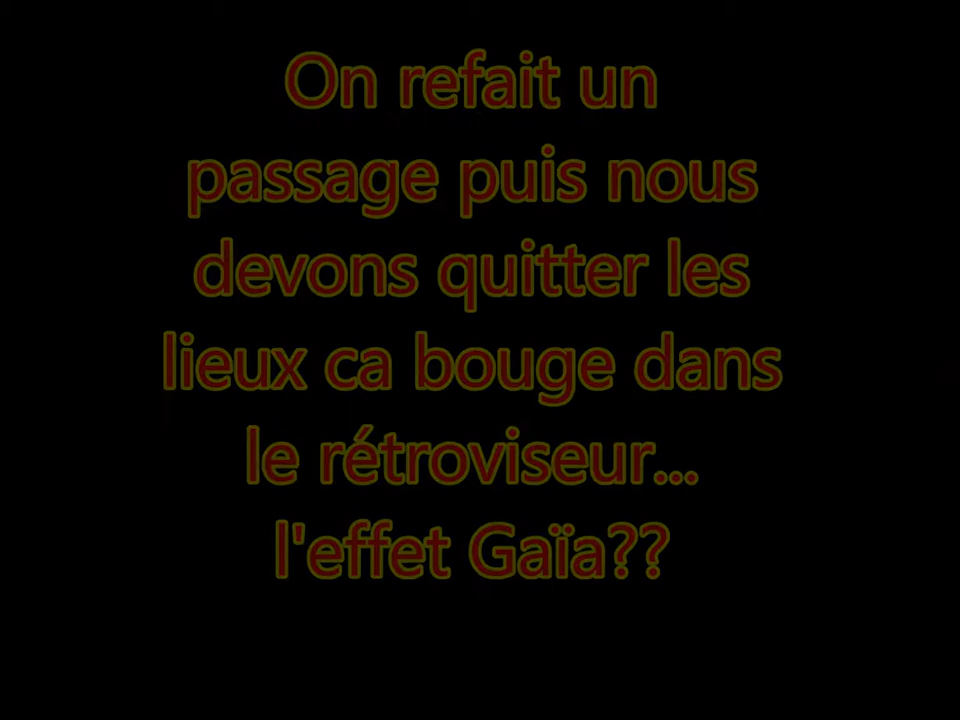 On refait un
passage puis nous
devons quitter les
lieux ca bouge dans
le rétroviseur...
l'effet Gaïa??